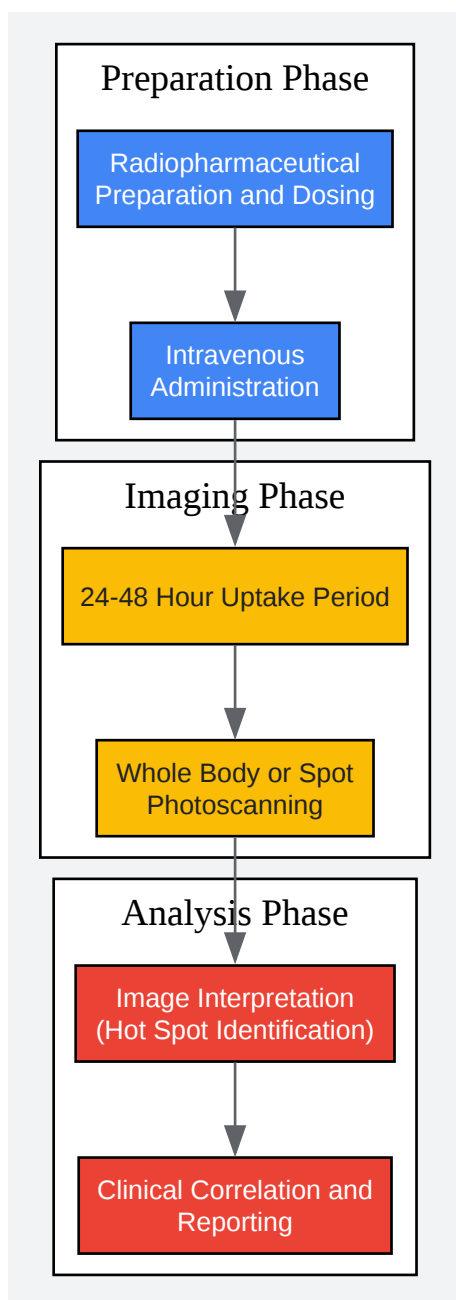 Preparation Phase
Radiopharmaceutical
Preparation and Dosing
Intravenous
Administration
Imaging Phase
24-48 Hour Uptake Period
Whole Body or Spot
Photoscanning
Analysis Phase
Image Interpretation
(Hot Spot Identification)
Clinical Correlation and
Reporting